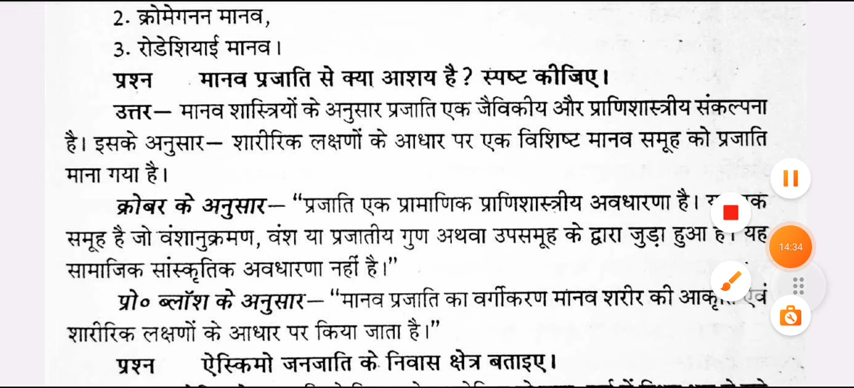 2. क्रोमेगनन मानव,
3. रोडेशियाई मानव।
प्रश्न मानव प्रजाति से क्या आशय है? स्पष्ट कीजिए।
उत्तर— मानव शास्त्रियों के अनुसार प्रजाति एक जैविकीय और प्राणिशास्त्रीय संकल्पना
है। इसके अनुसार— शारीरिक लक्षणों के आधार पर एक विशिष्ट मानव समूह को प्रजाति
माना गया है।
क्रोबर के अनुसार— “प्रजाति एक प्रामाणिक प्राणिशास्त्रीय अवधारणा है।
समूह है जो वंशानुक्रमण, वंश या प्रजातीय गुण अथवा उपसमूह के द्वारा जुड़ा हुआ है। यह
सामाजिक सांस्कृतिक अवधारणा नहीं है।”
प्रो० ब्लॉश के अनुसार— “मानव प्रजाति का वर्गीकरण मानव शरीर की एवं
शारीरिक लक्षणों के आधार पर किया जाता है।”
प्रश्न ऐस्किमो जनजाति के निवास क्षेत्र बताइए।
14:34